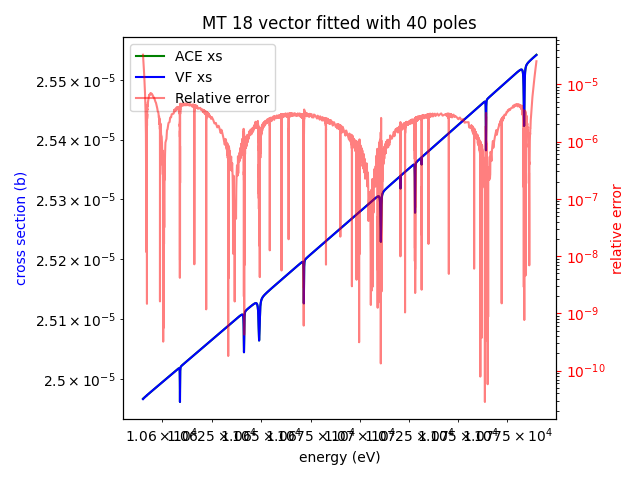 MT 18 vector fitted with 40 poles
ACE xs
VF xs
Relative error
2.55 × 10⁻⁵
2.54 × 10⁻⁵
2.53 × 10⁻⁵
2.52 × 10⁻⁵
2.51 × 10⁻⁵
2.5 × 10⁻⁵
cross section (b)
10⁻⁵
10⁻⁶
10⁻⁷
10⁻⁸
10⁻⁹
10⁻¹⁰
relative error
energy (eV)